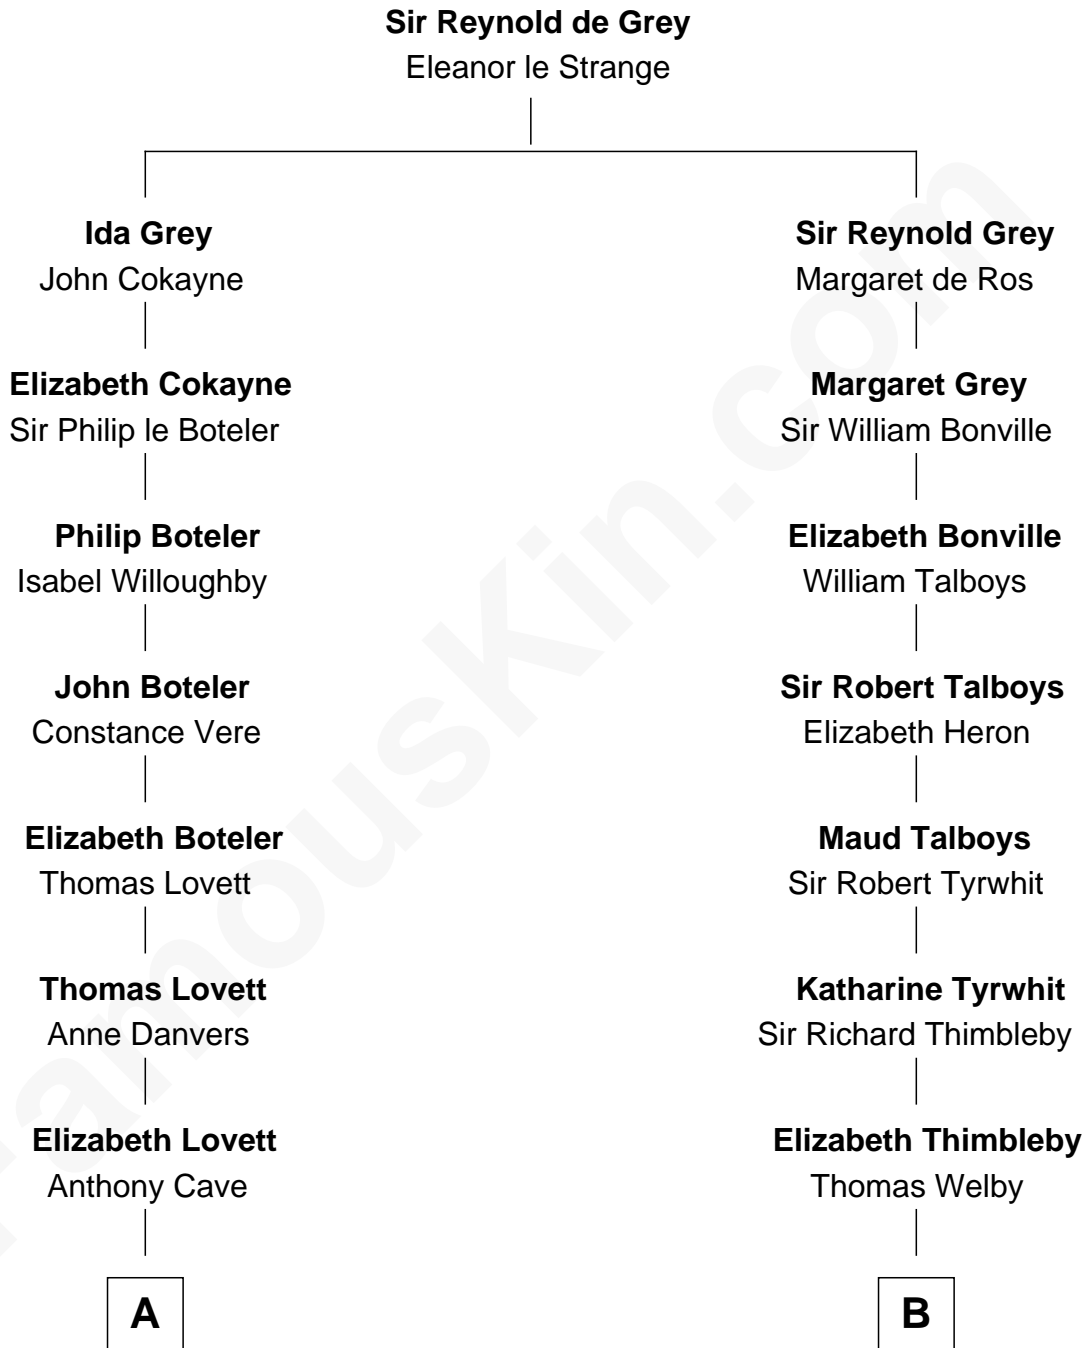 Sir Reynold de Grey
Eleanor le Strange
Ida Grey
John Cokayne
Sir Reynold Grey
Margaret de Ros
Elizabeth Cokayne
Sir Philip le Boteler
Margaret Grey
Sir William Bonville
Philip Boteler
Isabel Willoughby
Elizabeth Bonville
William Talboys
John Boteler
Constance Vere
Sir Robert Talboys
Elizabeth Heron
Elizabeth Boteler
Thomas Lovett
Maud Talboys
Sir Robert Tyrwhit
Thomas Lovett
Anne Danvers
Katharine Tyrwhit
Sir Richard Thimbleby
Elizabeth Lovett
Anthony Cave
Elizabeth Thimbleby
Thomas Welby
A
B
FamousKin.com